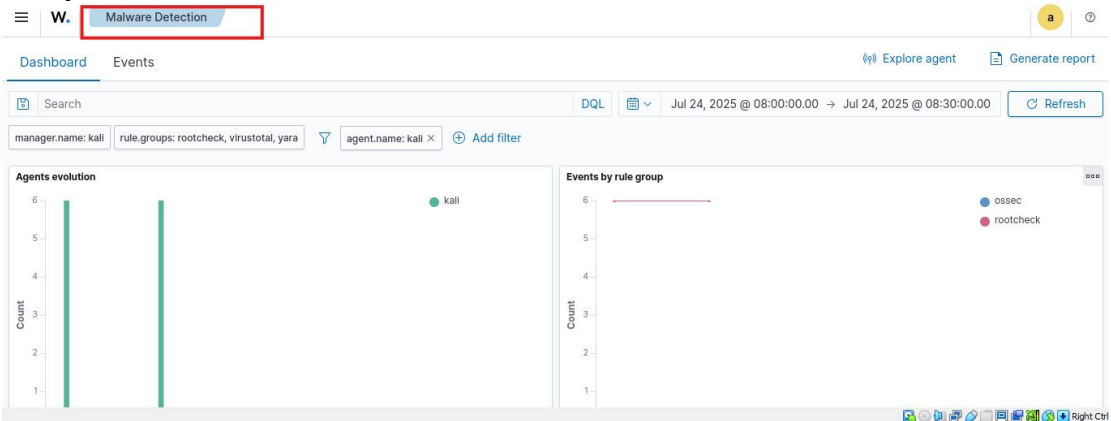 W. Malware Detection a
Dashboard Events Explore agent Generate report
Search DQL Jul 24, 2025 @ 08:00:00.00 → Jul 24, 2025 @ 08:30:00.00 Refresh
manager.name: kali rule.groups: rootcheck, virustotal, yara agent.name: kali × Add filter
Agents evolution
6
5
4
3
2
1
Count
kali
Events by rule group
6
5
4
3
2
1
Count
ossec
rootcheck
Right Ctrl